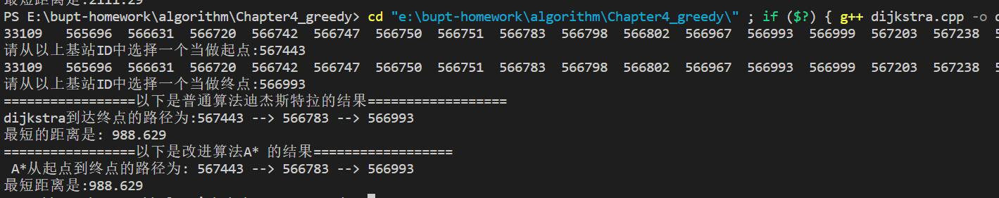 最短距离是:2111.29
PS E:\bupt-homework\algorithm\Chapter4_greedy> cd "e:\bupt-homework\algorithm\Chapter4_greedy\" ; if ($?) { g++ dijkstra.cpp -o
33109 565696 566631 566720 566742 566747 566750 566751 566783 566798 566802 566967 566993 566999 567203 567238
请从以上基站ID中选择一个当做起点:567443
33109 565696 566631 566720 566742 566747 566750 566751 566783 566798 566802 566967 566993 566999 567203 567238
请从以上基站ID中选择一个当做终点:566993
=================以下是普通算法迪杰斯特拉的结果==================
dijkstra到达终点的路径为:567443 --> 566783 --> 566993
最短的距离是: 988.629
=================以下是改进算法A* 的结果==================
A*从起点到终点的路径为: 567443 --> 566783 --> 566993
最短距离是:988.629